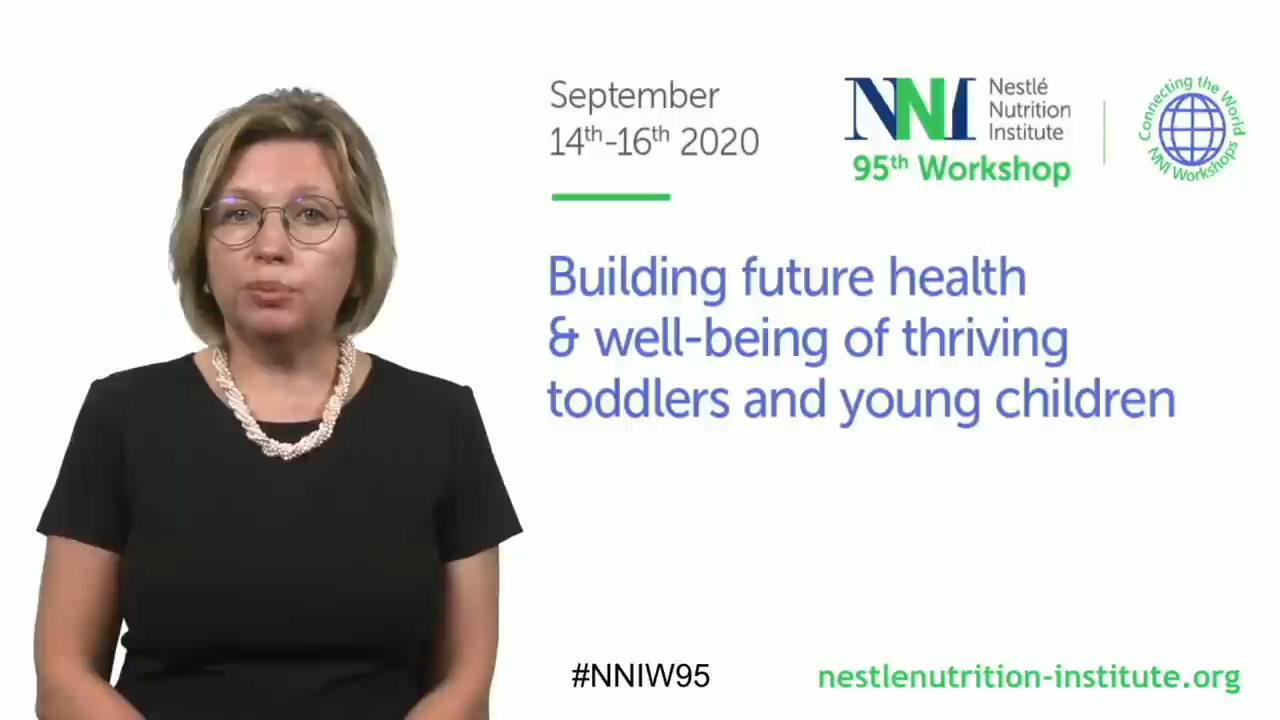 September
14th-16th 2020
NNI
Nestlé
Nutrition
Institute
95th Workshop
Connecting the World
NNI Workshops
Building future health
& well-being of thriving
toddlers and young children
#NNIW95
nestlenutrition-institute.org